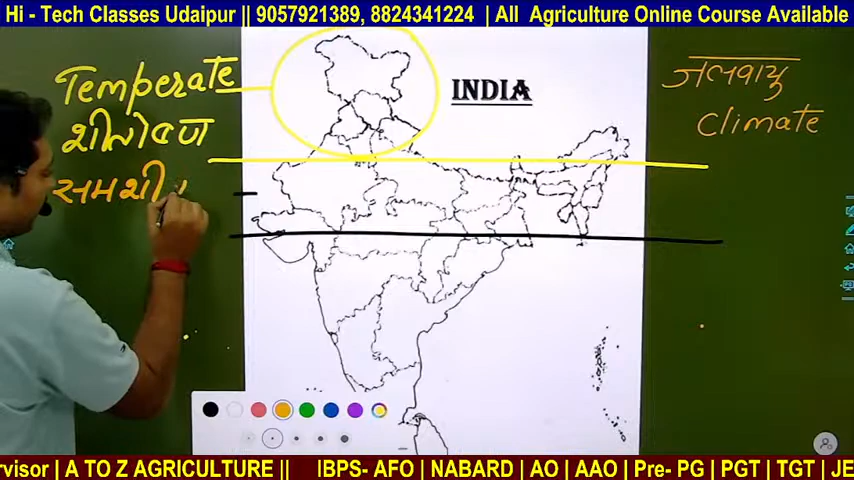 Hi - Tech Classes Udaipur || 9057921389, 8824341224 | All Agriculture Online Course Available
Temperate
शीतोष्ण
समशी
INDIA
जलवायु
Climate
rvisor | A TO Z AGRICULTURE || IBPS- AFO | NABARD | AO | AAO | Pre- PG | PGT | TGT | JE